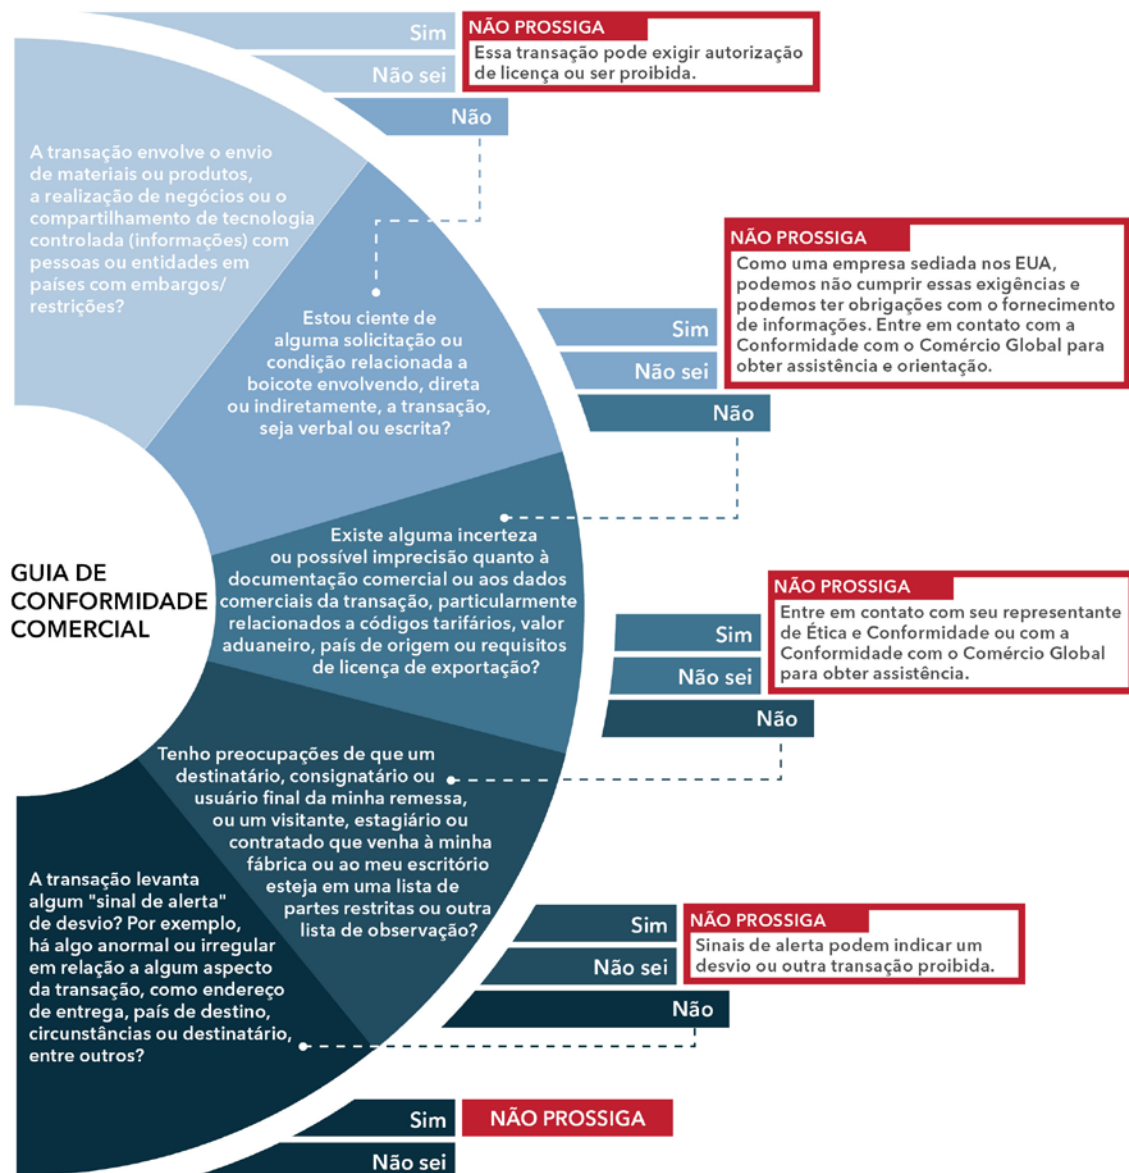 Sim
Não sei
Não
NÃO PROSSIGA
Essa transação pode exigir autorização
de licença ou ser proibida.
A transação envolve o envio
de materiais ou produtos,
a realização de negócios ou o
compartilhamento de tecnologia
controlada (informações) com
pessoas ou entidades em
países com embargos/
restrições?
Estou ciente de
alguma solicitação ou
condição relacionada a
boicote envolvendo, direta
ou indiretamente, a transação,
seja verbal ou escrita?
Sim
Não sei
Não
NÃO PROSSIGA
Como uma empresa sediada nos EUA,
podemos não cumprir essas exigências e
podemos ter obrigações com o fornecimento
de informações. Entre em contato com a
Conformidade com o Comércio Global para
obter assistência e orientação.
GUIA DE
CONFORMIDADE
COMERCIAL
Existe alguma incerteza
ou possível imprecisão quanto à
documentação comercial ou aos dados
comerciais da transação, particularmente
relacionados a códigos tarifários, valor
aduaneiro, país de origem ou requisitos
de licença de exportação?
Sim
Não sei
Não
NÃO PROSSIGA
Entre em contato com seu representante
de Ética e Conformidade ou com a
Conformidade com o Comércio Global
para obter assistência.
Tenho preocupações de que um
destinatário, consignatário ou
usuário final da minha remessa,
ou um visitante, estagiário ou
contratado que venha à minha
fábrica ou ao meu escritório
esteja em uma lista de
partes restritas ou outra
lista de observação?
Sim
Não sei
Não
NÃO PROSSIGA
Sinais de alerta podem indicar um
desvio ou outra transação proibida.
A transação levanta
algum "sinal de alerta"
de desvio? Por exemplo,
há algo anormal ou irregular
em relação a algum aspecto
da transação, como endereço
de entrega, país de destino,
circunstâncias ou destinatário,
entre outros?
Sim
Não sei
NÃO PROSSIGA